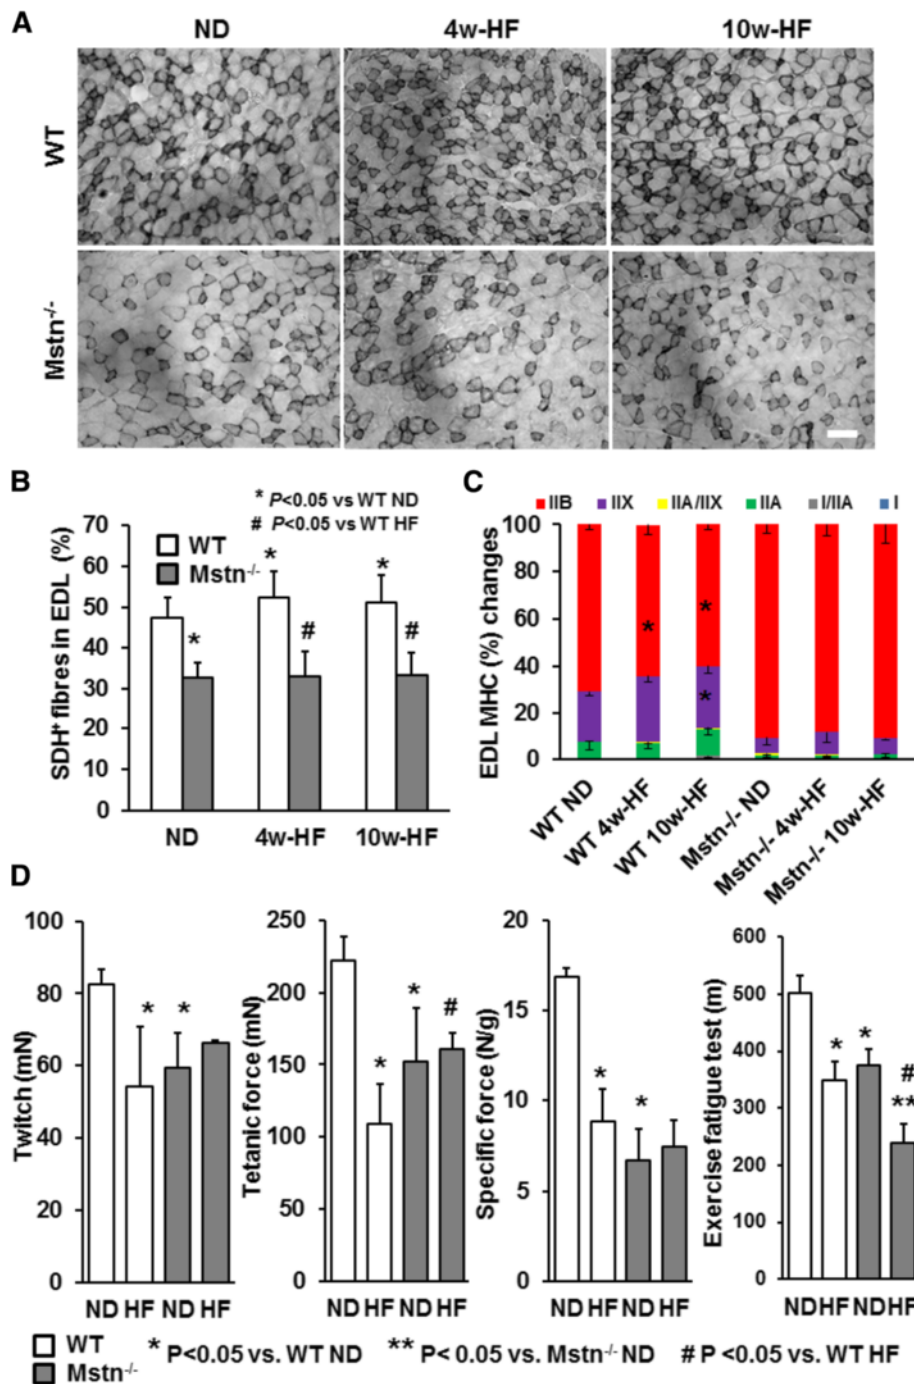 A
ND 4w-HF 10w-HF
WT
Mstn-/-
B
* P<0.05 vs WT ND
# P<0.05 vs WT HF
SDH+ fibres in EDL (%)
70
60
50
40
30
20
10
0
WT
Mstn-/-
*
*
*
#
#
ND 4w-HF 10w-HF
C
IIB IIX IIA/IIX IIA I/IIA I
EDL MHC (%) changes
100
80
60
40
20
0
*
*
*
WT ND
WT 4w-HF
WT 10w-HF
Mstn-/- ND
Mstn-/- 4w-HF
Mstn-/- 10w-HF
D
Twitch (mN)
100
80
60
40
20
0
* *
ND HF ND HF
Tetanic force (mN)
250
200
150
100
50
0
* * #
ND HF ND HF
Specific force (N/g)
20
15
10
5
0
* *
ND HF ND HF
Exercise fatigue test (m)
600
500
400
300
200
100
000
* *
#
**
ND HF ND HF
WT
Mstn-/-
* P<0.05 vs. WT ND ** P< 0.05 vs. Mstn-/- ND # P <0.05 vs. WT HF